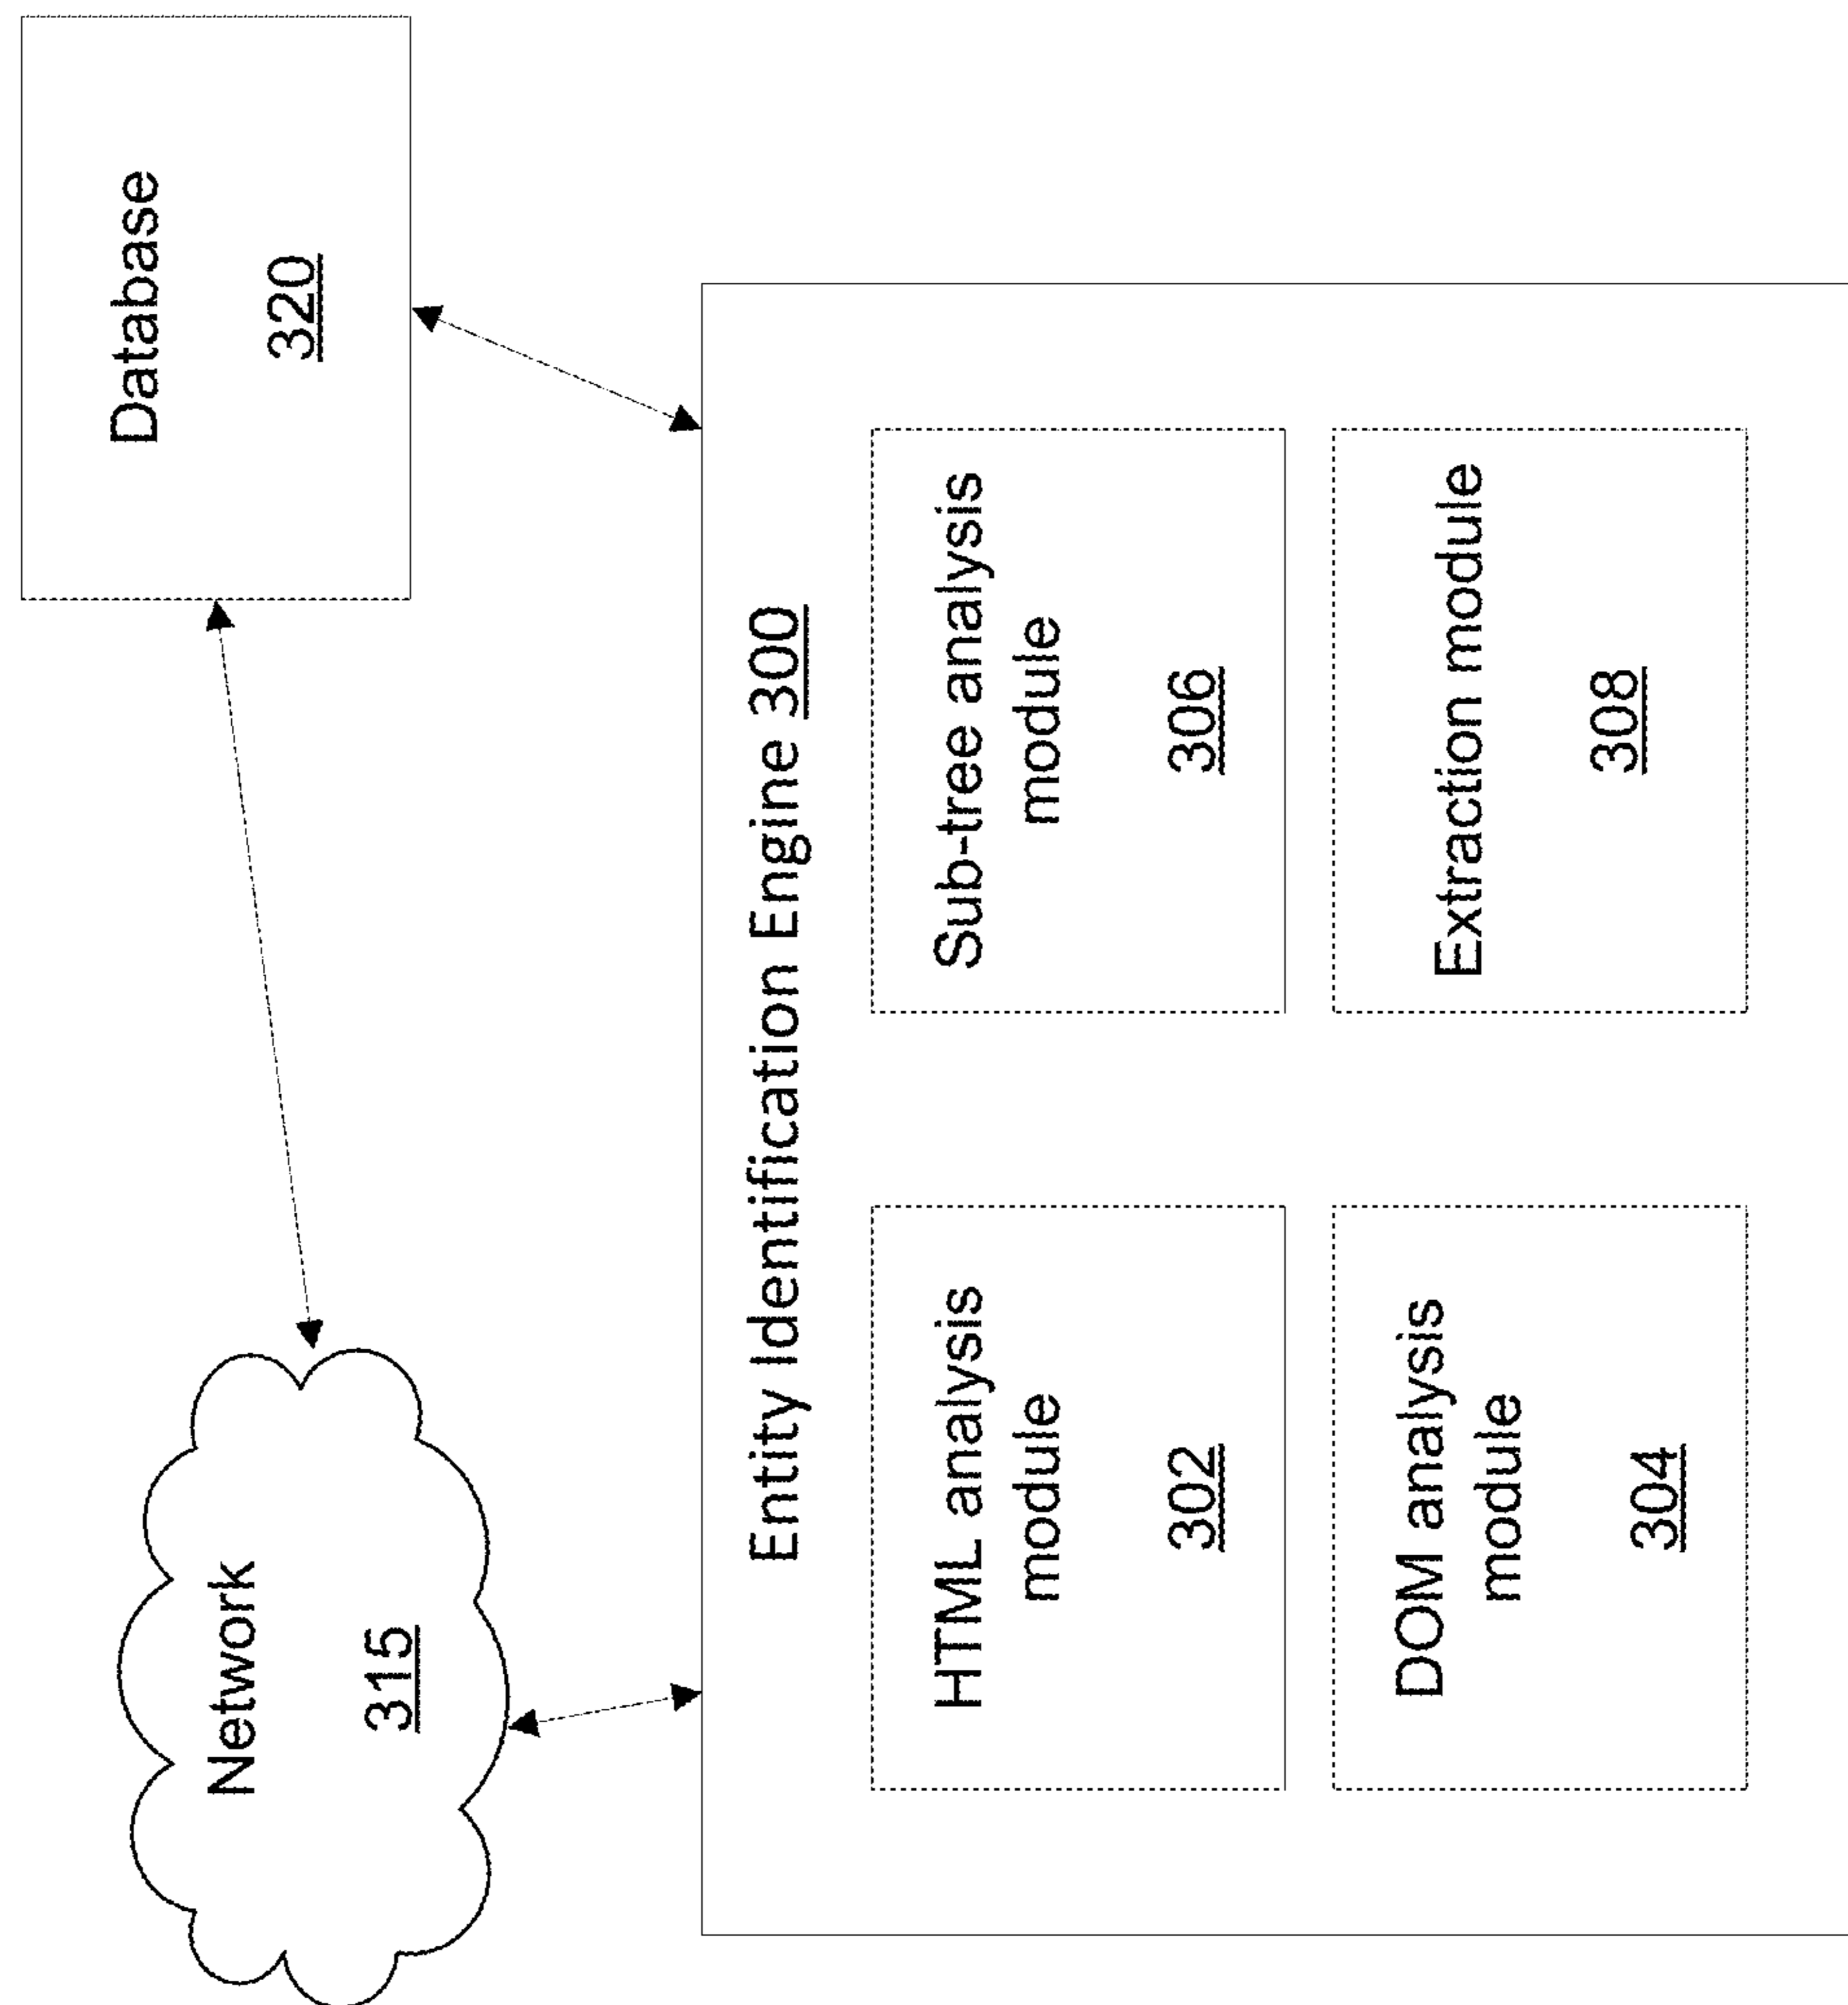 Network
315
Database
320
Entity Identification Engine 300
HTML analysis
module
302
Sub-tree analysis
module
306
DOM analysis
module
304
Extraction module
308